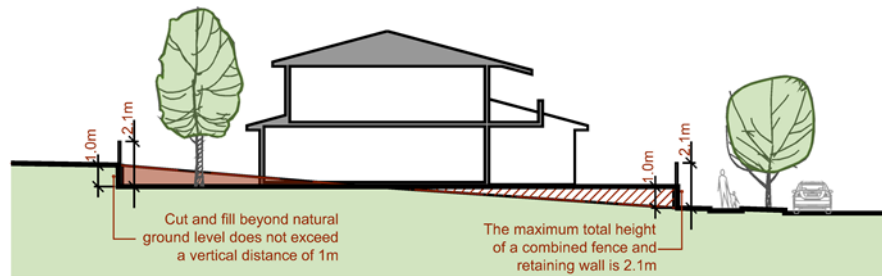 1.0m
2.1m
1.0m
2.1m
Cut and fill beyond natural
ground level does not exceed
a vertical distance of 1m
The maximum total height
of a combined fence and
retaining wall is 2.1m